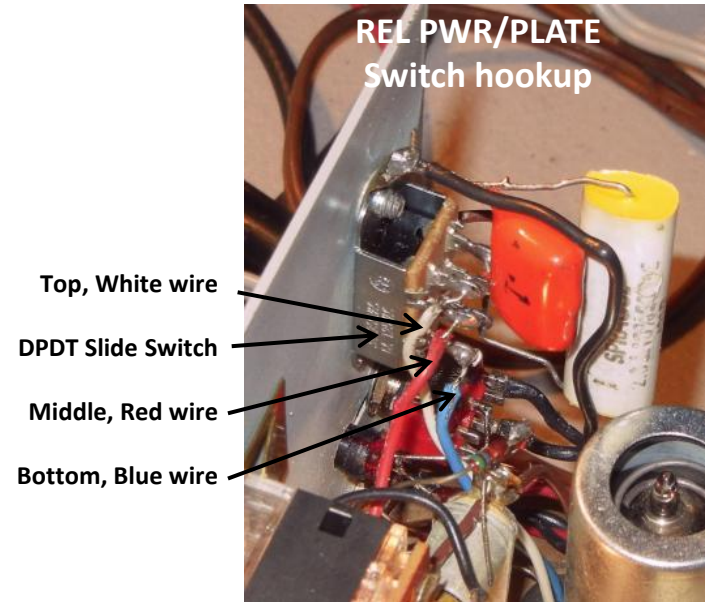 REL PWR/PLATE
Switch hookup
Top, White wire
DPDT Slide Switch
Middle, Red wire
Bottom, Blue wire